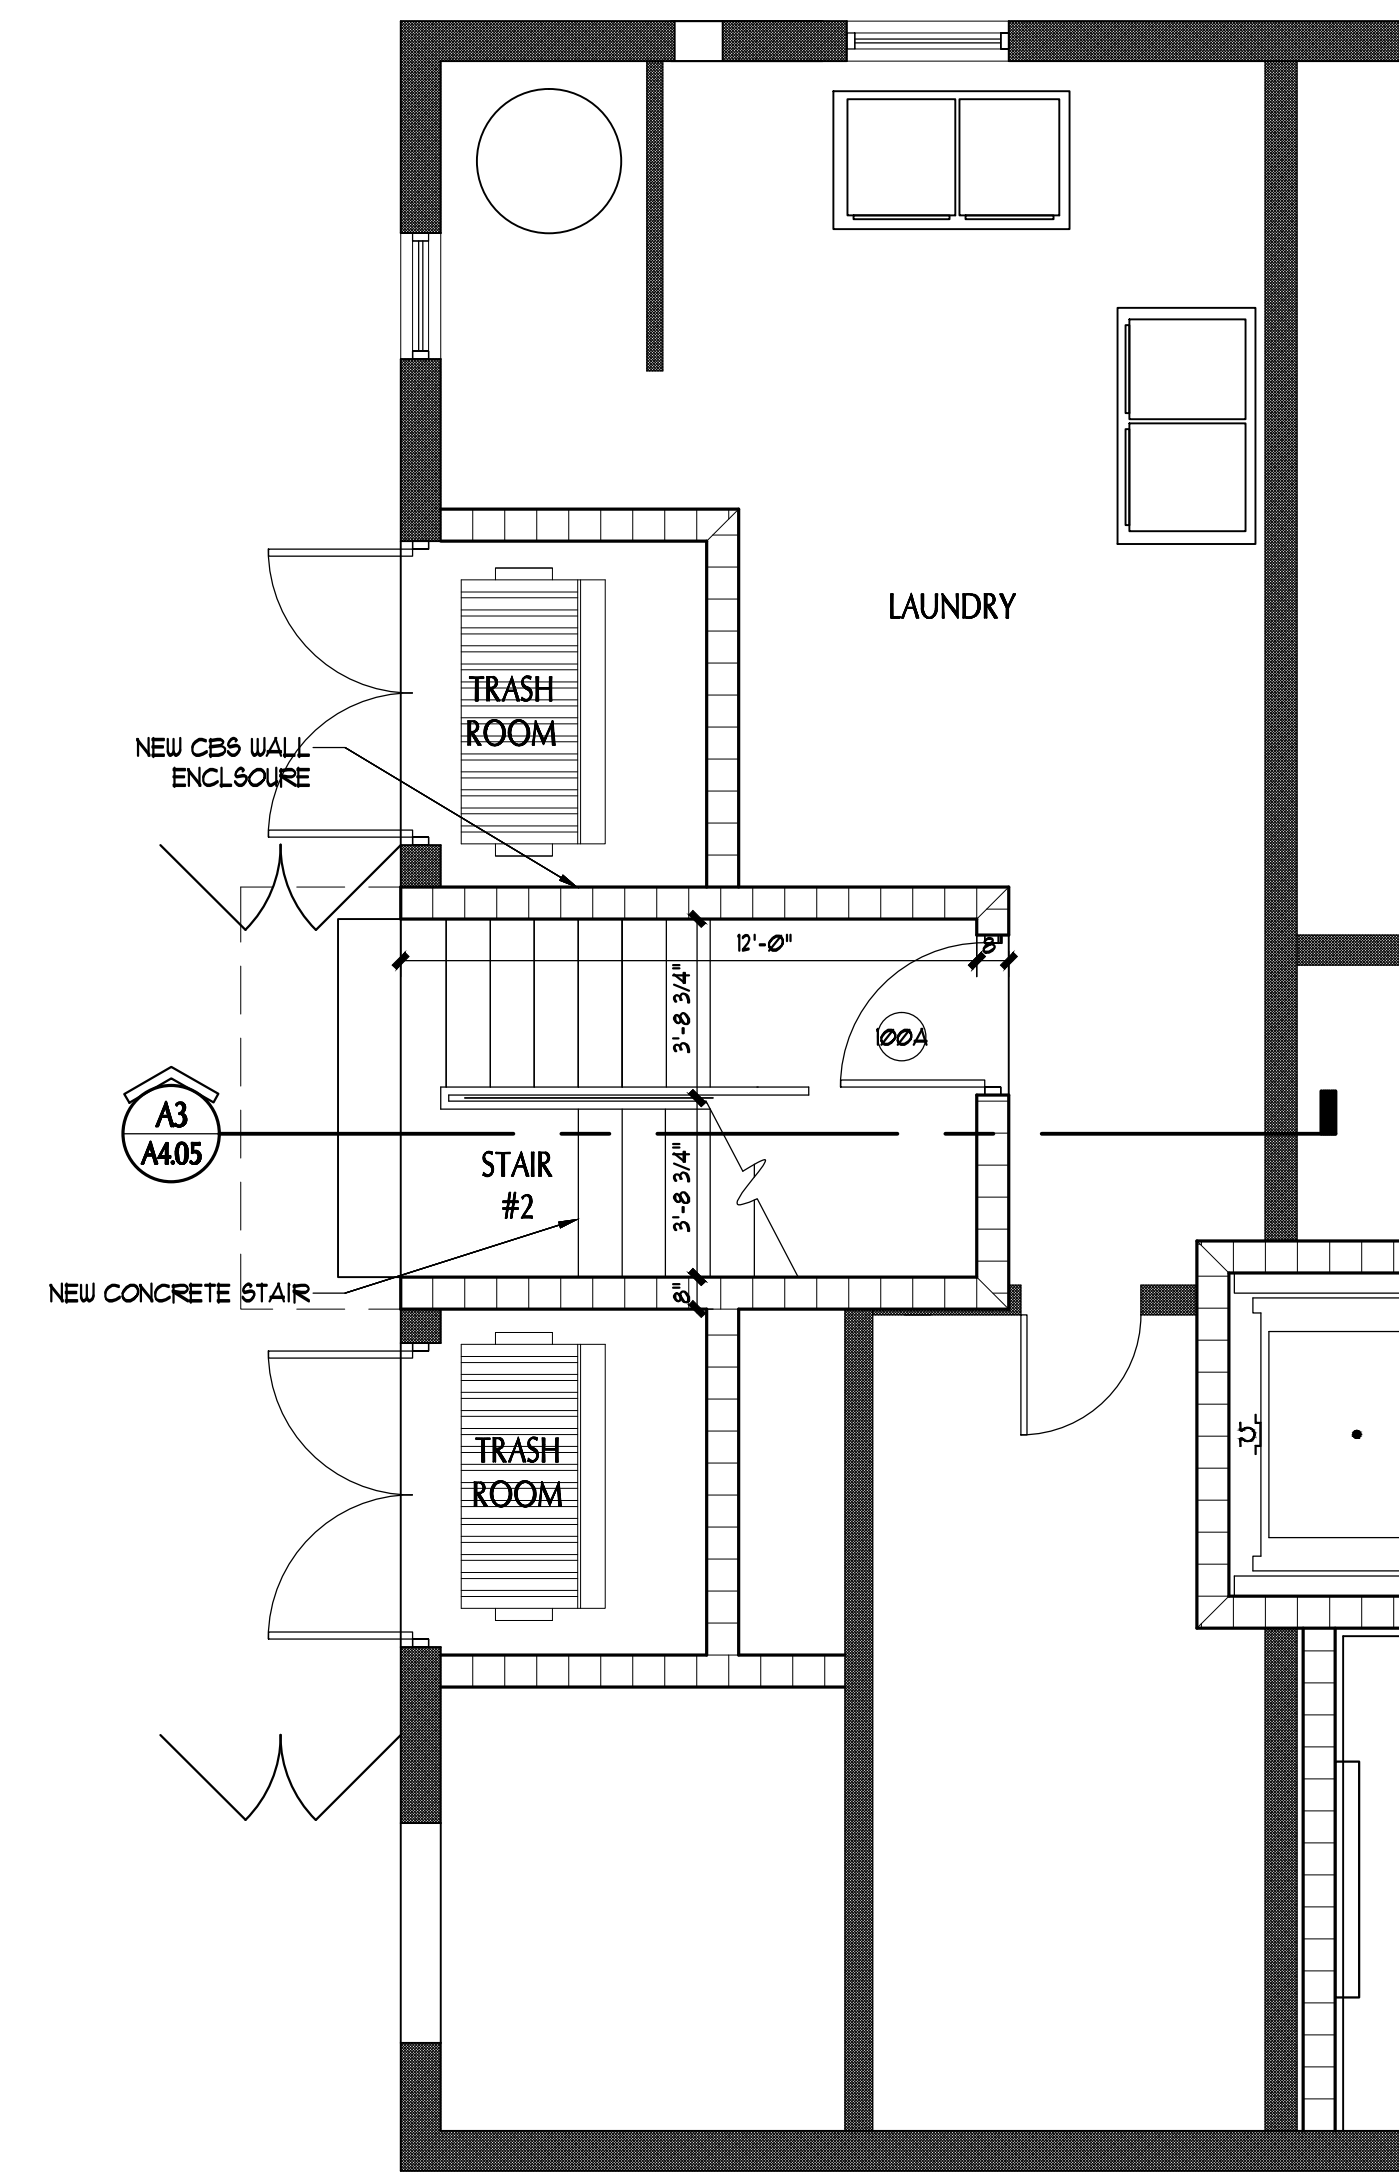 LAUNDRY
TRASH
ROOM
NEW CBS WALL
ENCLSOURE
12'-0"
8"
3'-8 3/4"
100A
A3
A4.05
STAIR
#2
3'-8 3/4"
NEW CONCRETE STAIR
8"
TRASH
ROOM